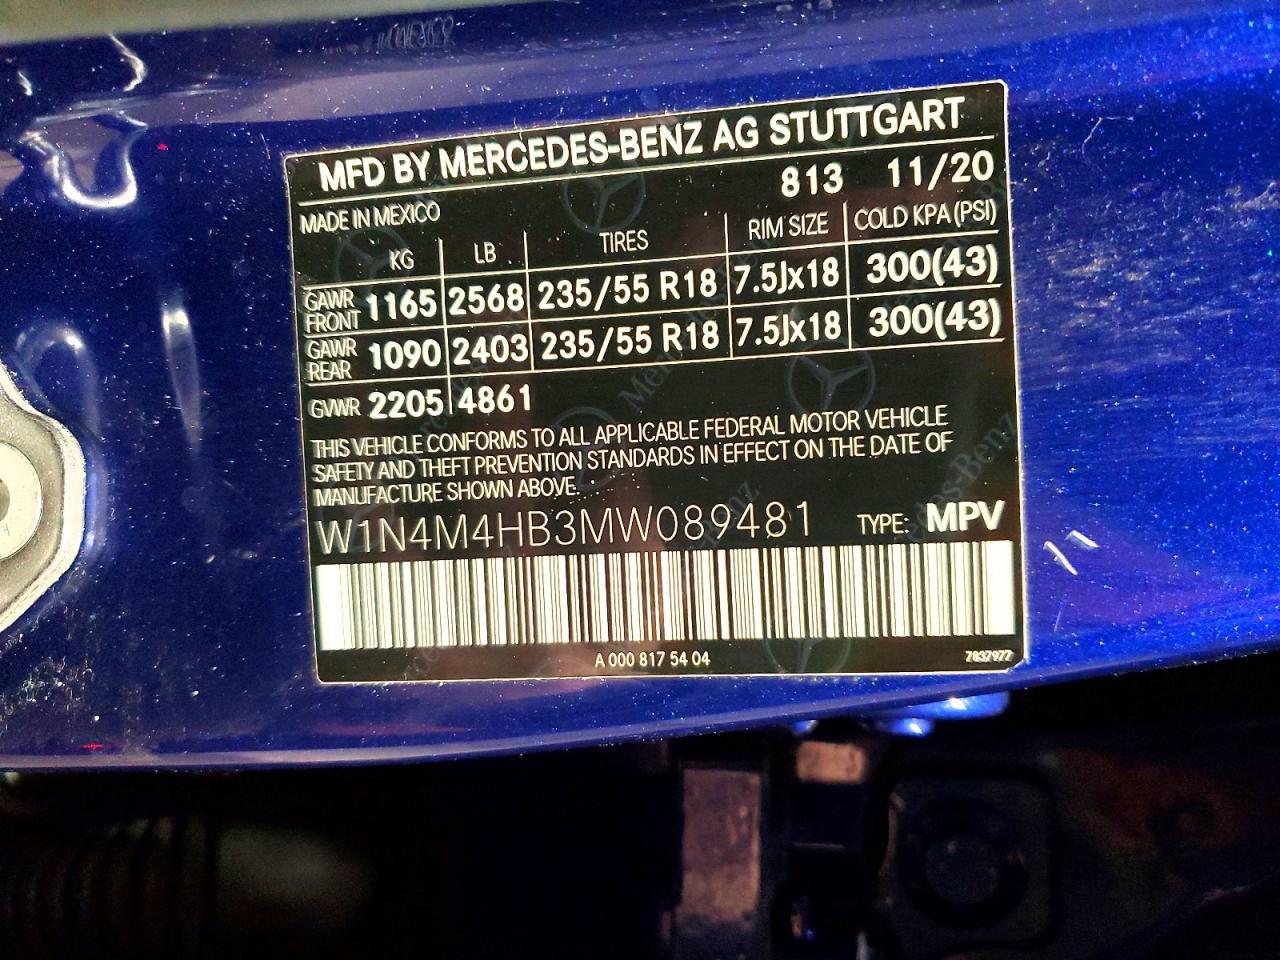 MFD BY MERCEDES-BENZ AG STUTTGART
813 11/20
MADE IN MEXICO
KG LB TIRES RIM SIZE COLD KPA (PSI)
GAWR FRONT 1165 2568 235/55 R18 7.5Jx18 300(43)
GAWR REAR 1090 2403 235/55 R18 7.5Jx18 300(43)
GVWR 2205 4861
THIS VEHICLE CONFORMS TO ALL APPLICABLE FEDERAL MOTOR VEHICLE
SAFETY AND THEFT PREVENTION STANDARDS IN EFFECT ON THE DATE OF
MANUFACTURE SHOWN ABOVE.
W1N4M4HB3MW089481 TYPE: MPV
A 000 817 54 04
7837977